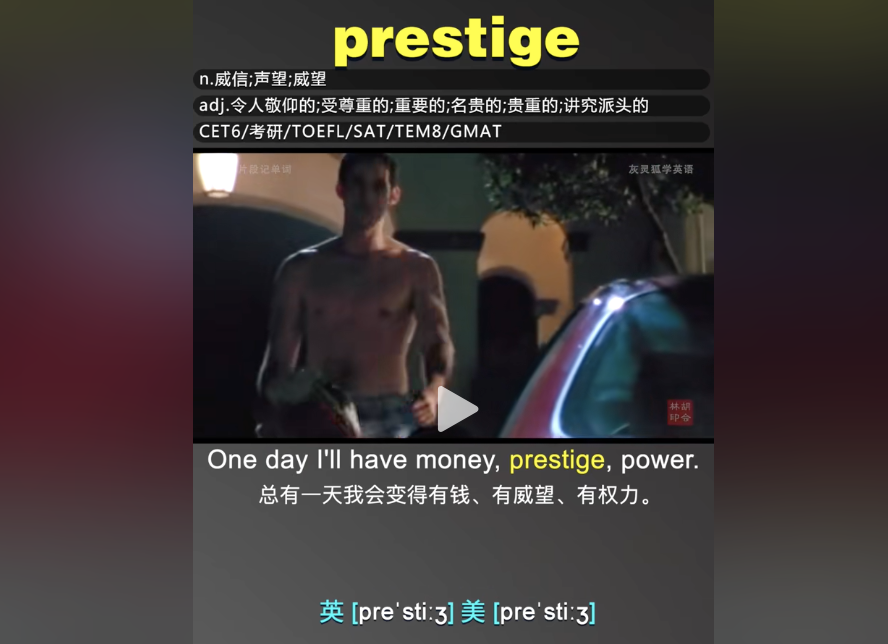 prestige
n.威信;声望;威望
adj.令人敬仰的;受尊重的;重要的;名贵的;贵重的;讲究派头的
CET6/考研/TOEFL/SAT/TEM8/GMAT
片段记单词
灰灵狐学英语
One day I'll have money, prestige, power.
总有一天我会变得有钱、有威望、有权力。
英 [preˈstiːʒ] 美 [preˈstiːʒ]